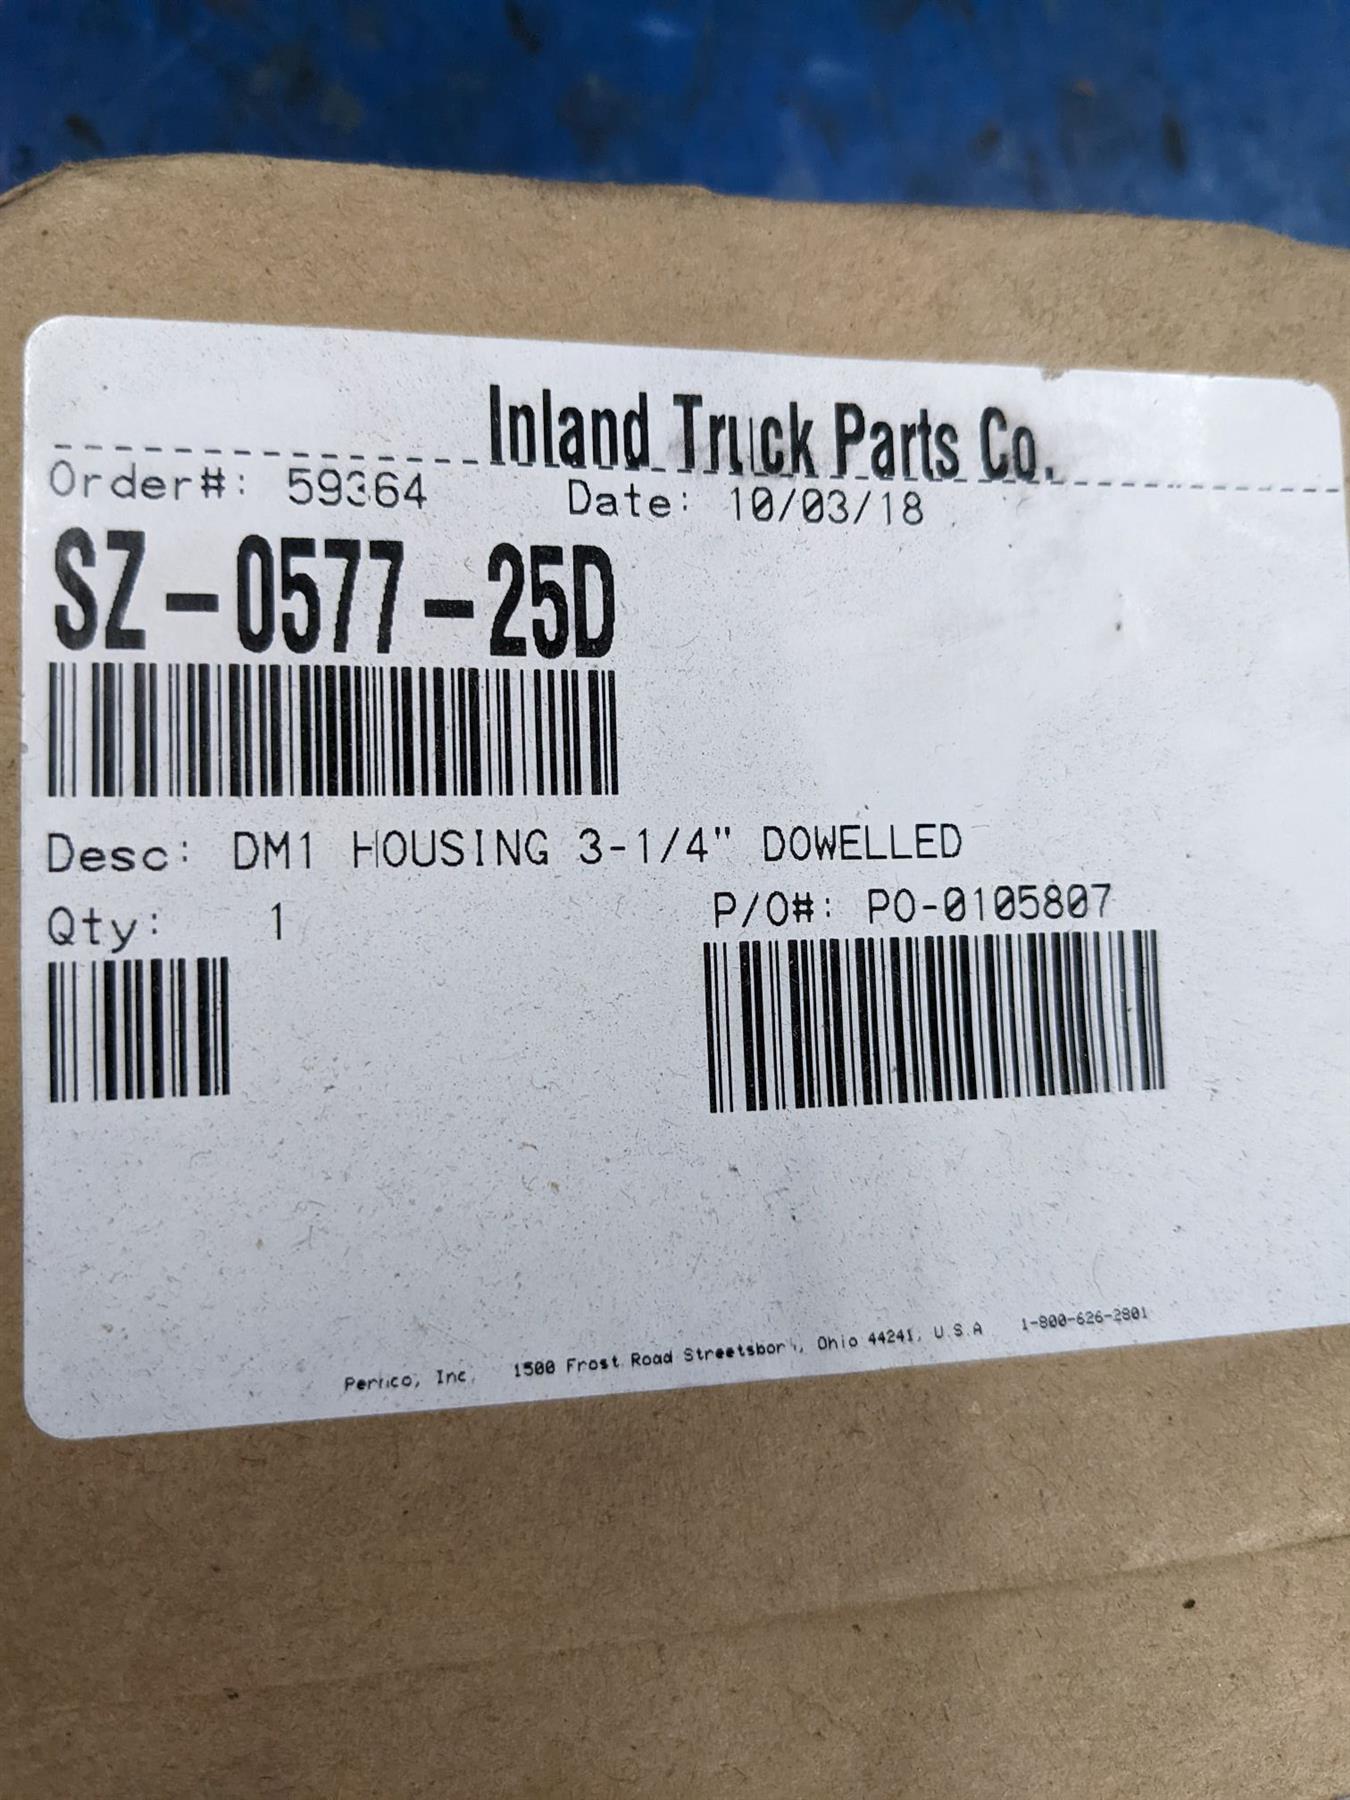 Inland Truck Parts Co.
Order#: 59364 Date: 10/03/18
SZ-0577-25D
Desc: DM1 HOUSING 3-1/4" DOWELLED
Qty: 1 P/O#: PO-0105807
Inc. 1500 Frost Road Ohio 44241, U.S.A 1-800-626-2801